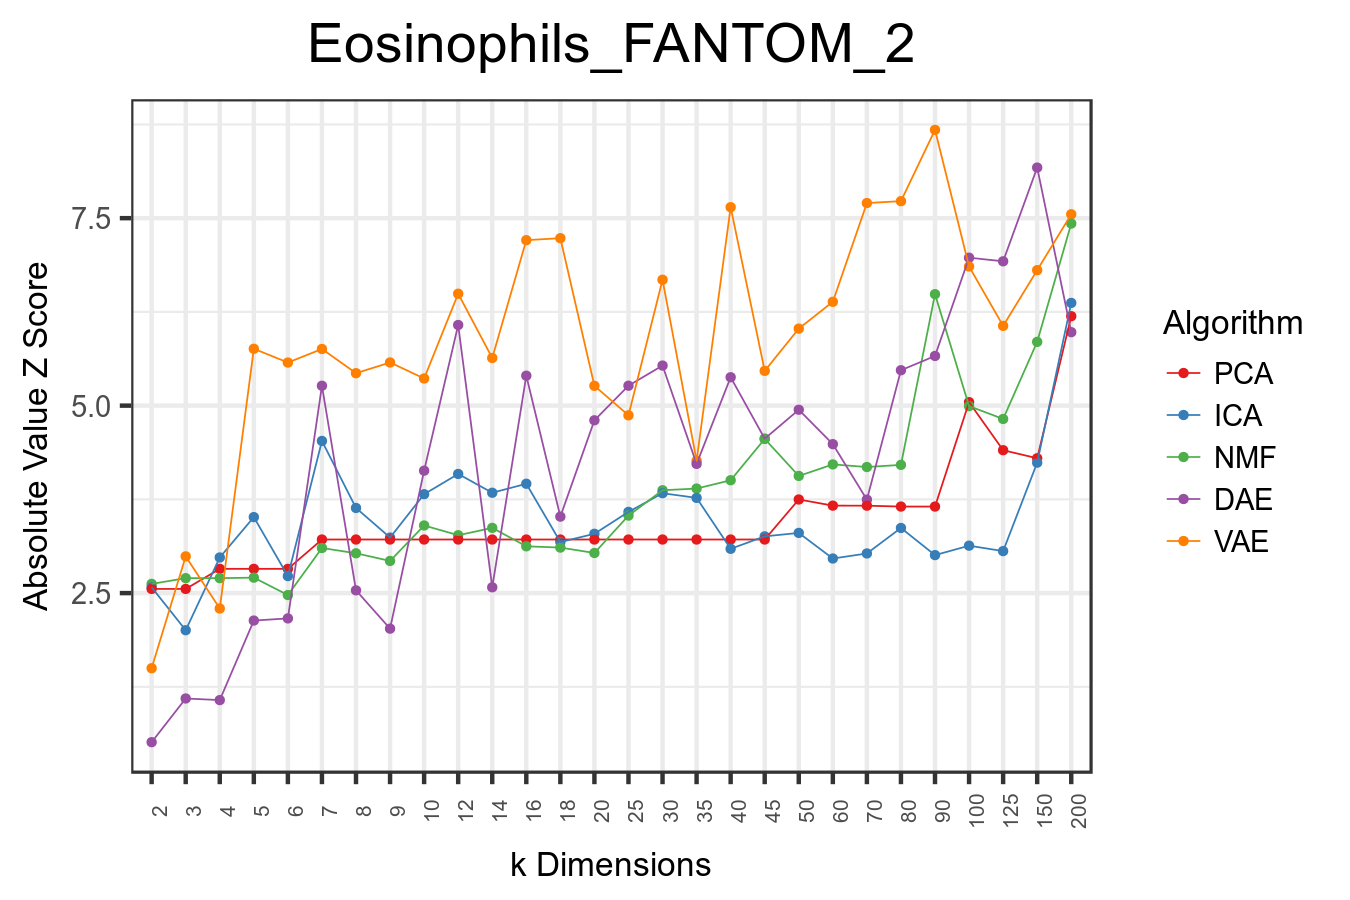 Eosinophils_FANTOM_2
Absolute Value Z Score
7.5
5.0
2.5
2 3 4 5 6 7 8 9 10 12 14 16 18 20 25 30 35 40 45 50 60 70 80 90 100 125 150 200
k Dimensions
Algorithm
PCA
ICA
NMF
DAE
VAE